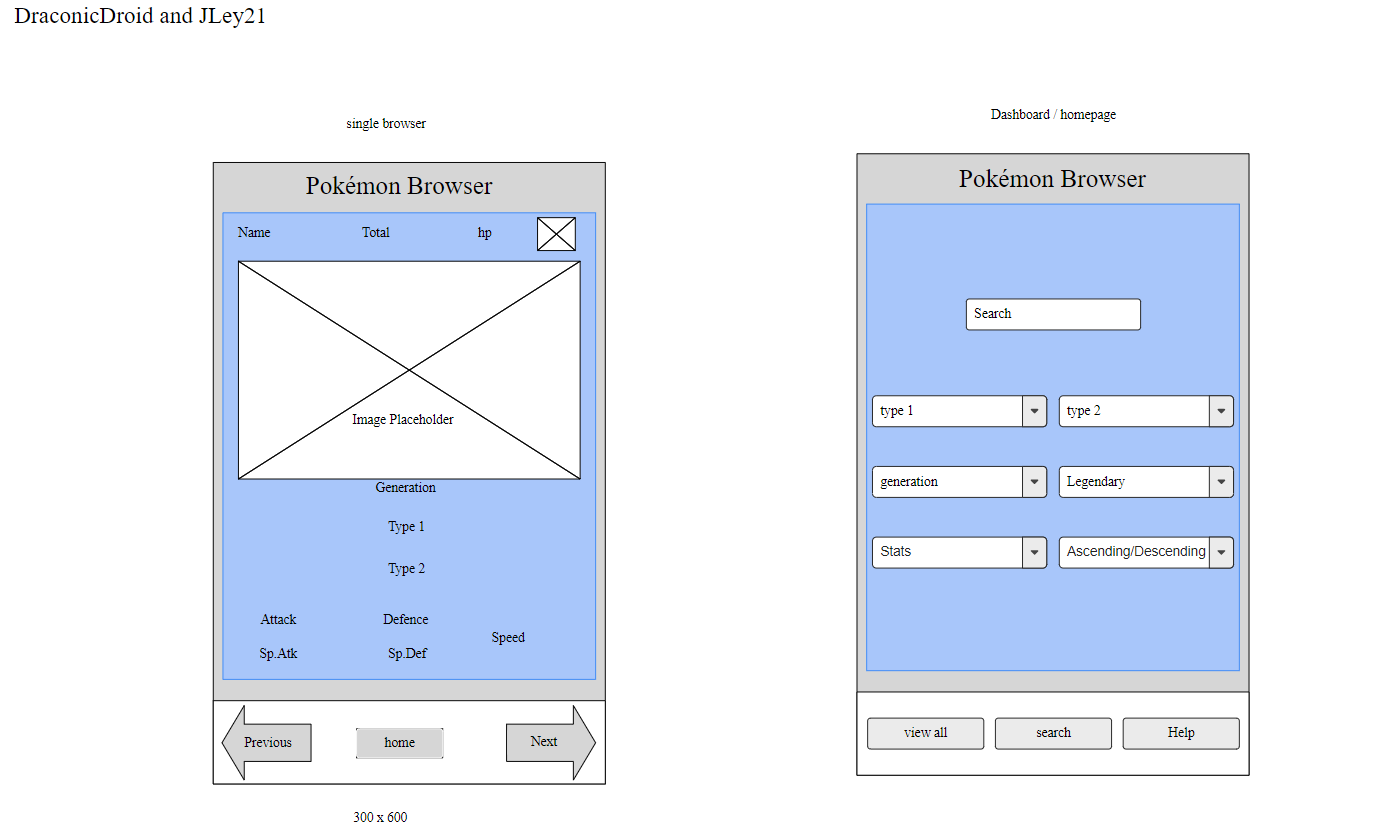 DraconicDroid and JLey21
single browser
Pokémon Browser
Name Total hp
Image Placeholder
Generation
Type 1
Type 2
Attack Defence
Speed
Sp.Atk Sp.Def
Previous home Next
300 x 600
Dashboard / homepage
Pokémon Browser
Search
type 1 type 2
generation Legendary
Stats Ascending/Descending
view all search Help